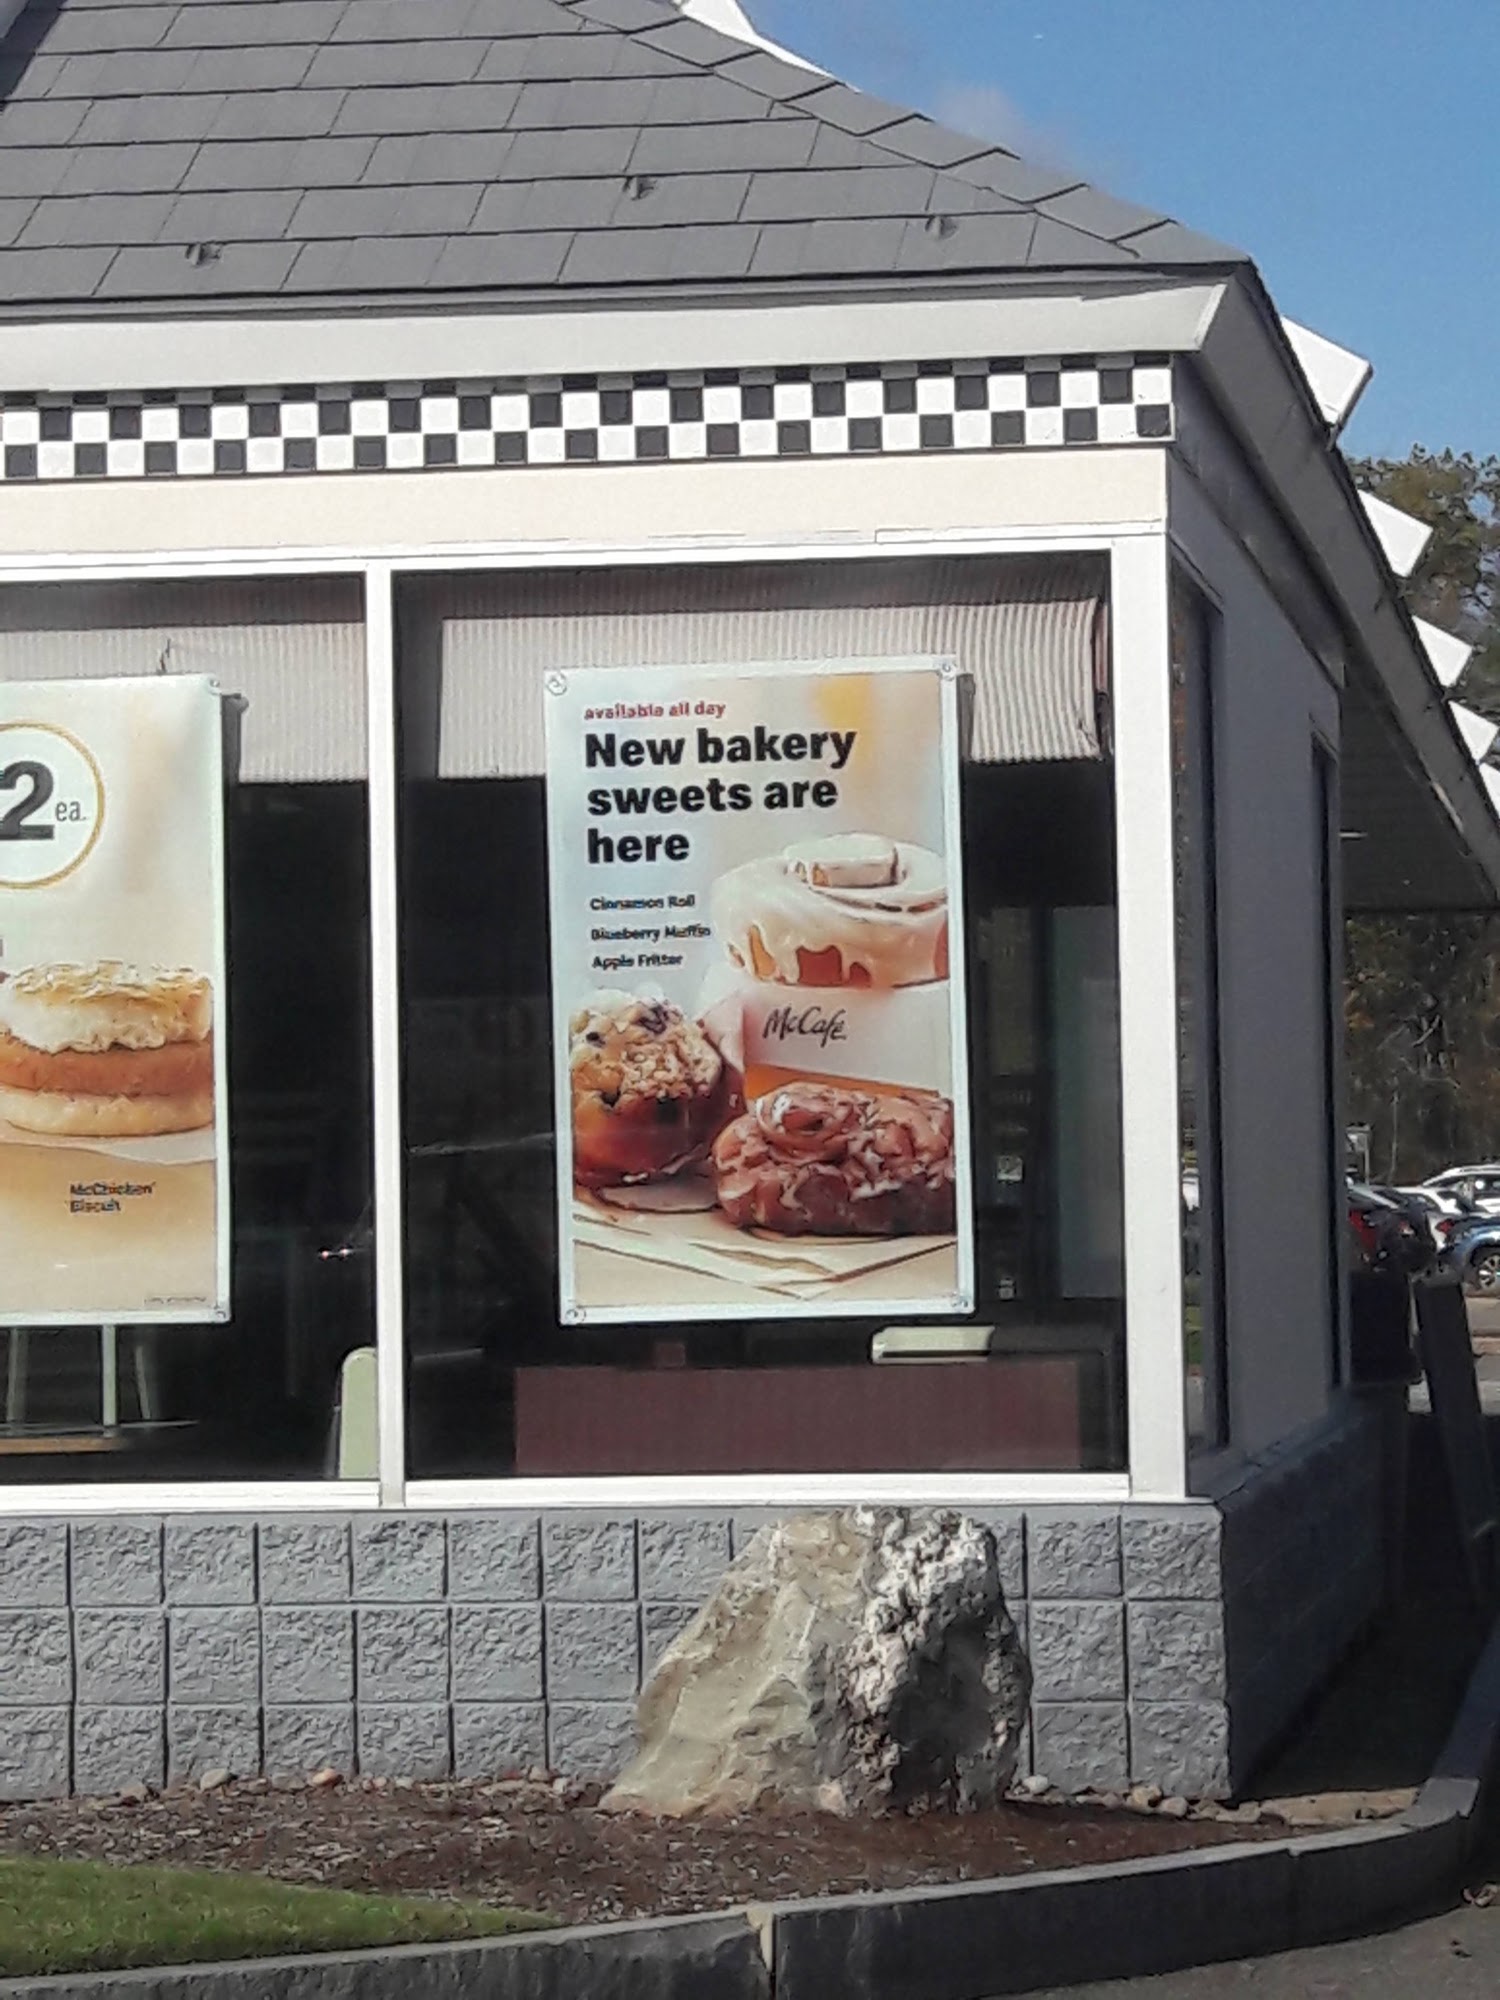 2 ea.
McChicken
Biscuit
available all day
New bakery
sweets are
here
Cinnamon Roll
Blueberry Muffin
Apple Fritter
McCafé